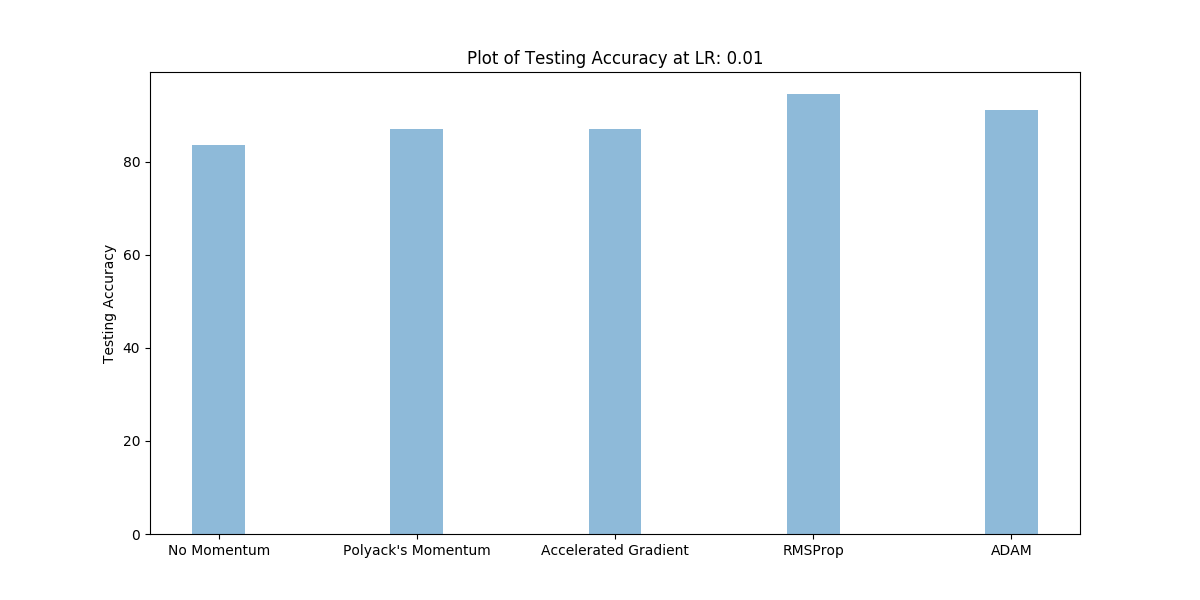 Plot of Testing Accuracy at LR: 0.01
Testing Accuracy
80
60
40
20
0
No Momentum
Polyack's Momentum
Accelerated Gradient
RMSProp
ADAM